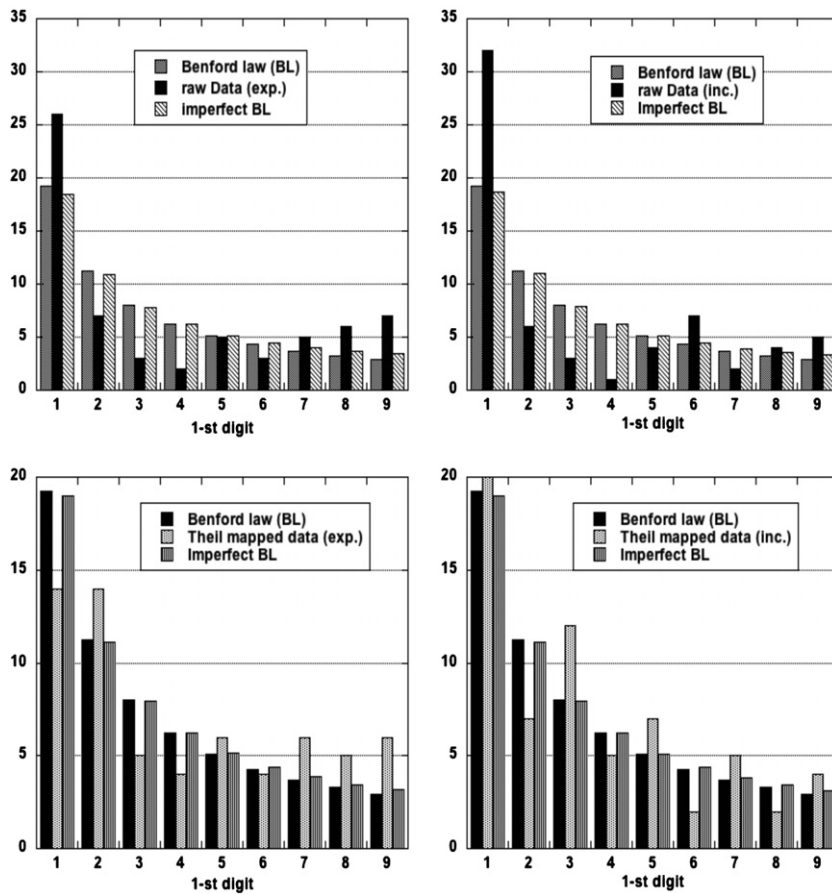 35
30
25
20
15
10
5
0
Benford law (BL)
raw Data (exp.)
imperfect BL
1 2 3 4 5 6 7 8 9
1-st digit
35
30
25
20
15
10
5
0
Benford law (BL)
raw Data (inc.)
Imperfect BL
1 2 3 4 5 6 7 8 9
1-st digit
20
15
10
5
0
Benford law (BL)
Theil mapped data (exp.)
Imperfect BL
1 2 3 4 5 6 7 8 9
1-st digit
20
15
10
5
0
Benford law (BL)
Theil mapped data (inc.)
Imperfect BL
1 2 3 4 5 6 7 8 9
1-st digit